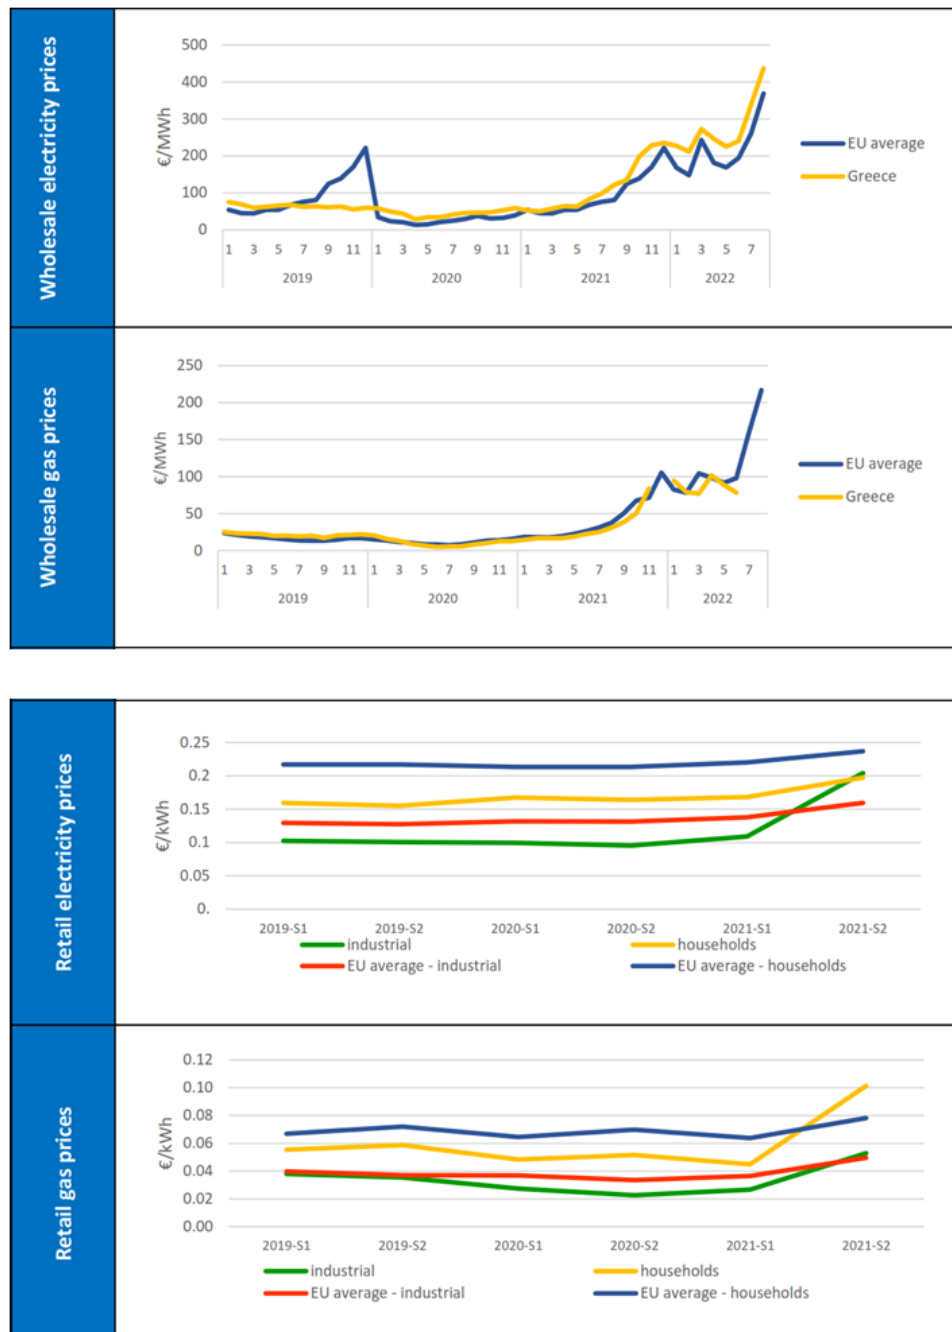 Wholesale electricity prices
500
400
300
200
100
0
€/MWh
1 3 5 7 9 11 1 3 5 7 9 11 1 3 5 7 9 11 1 3 5 7
2019 2020 2021 2022
EU average
Greece
Wholesale gas prices
250
200
150
100
50
0
€/MWh
1 3 5 7 9 11 1 3 5 7 9 11 1 3 5 7 9 11 1 3 5 7
2019 2020 2021 2022
EU average
Greece
Retail electricity prices
0.25
0.2
0.15
0.1
0.05
0.
€/kWh
2019-S1 2019-S2 2020-S1 2020-S2 2021-S1 2021-S2
industrial households
EU average - industrial EU average - households
Retail gas prices
0.12
0.10
0.08
0.06
0.04
0.02
0.00
€/kWh
2019-S1 2019-S2 2020-S1 2020-S2 2021-S1 2021-S2
industrial households
EU average - industrial EU average - households